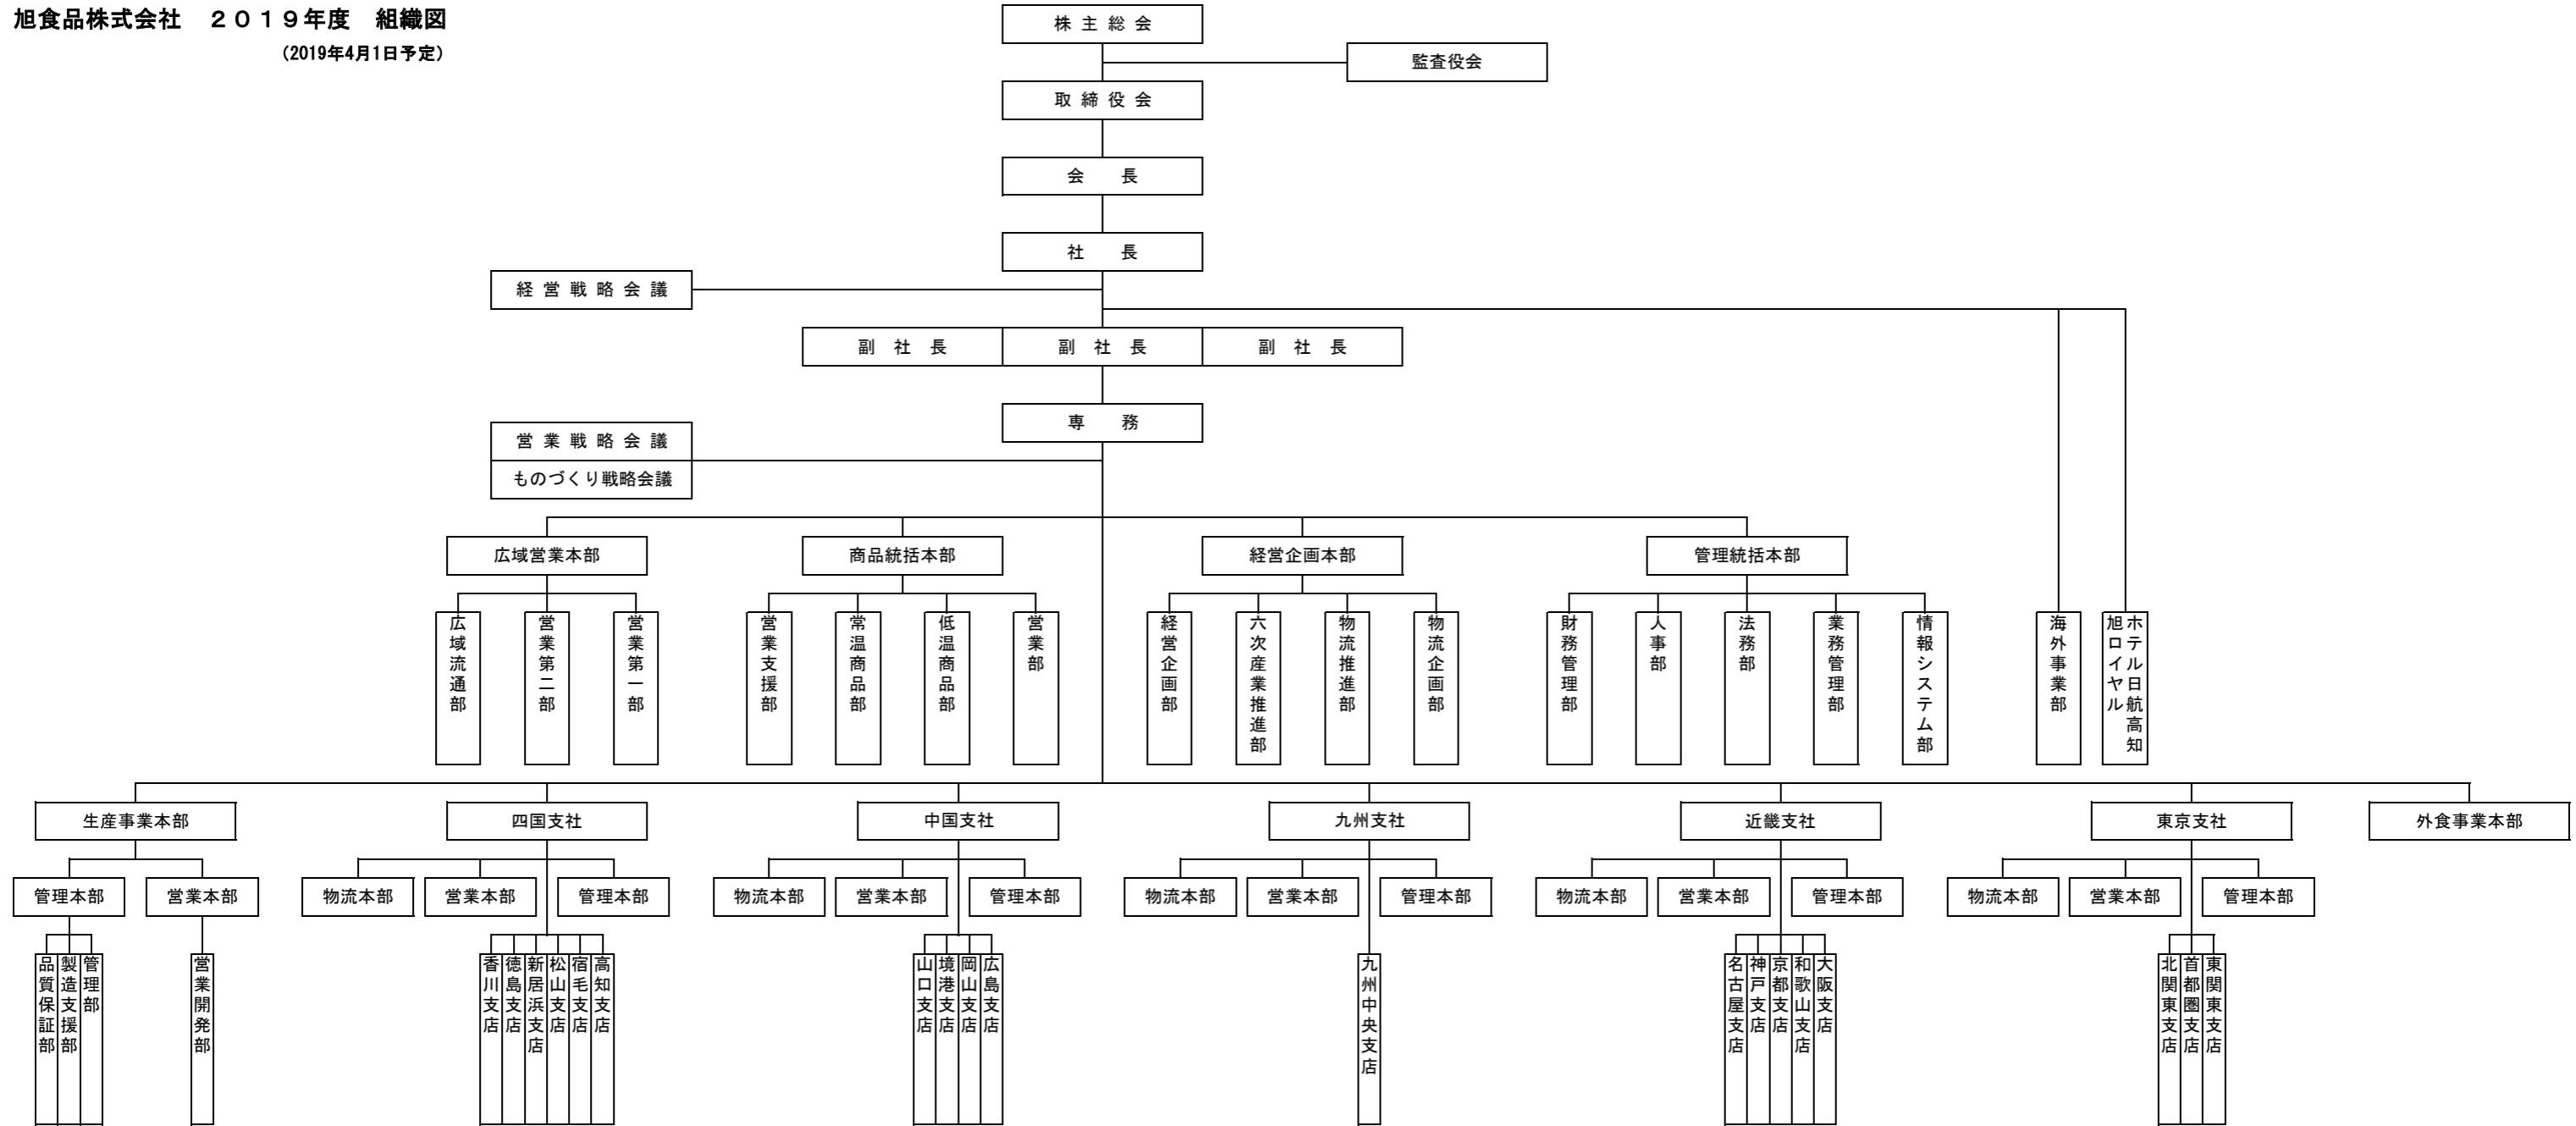 旭食品株式会社　２０１９年度　組織図
（2019年4月1日予定）
株 主 総 会
監査役会
取 締 役 会
会　　長
社　　長
経 営 戦 略 会 議
副　社　長
副　社　長
副　社　長
専　　務
営 業 戦 略 会 議
ものづくり戦略会議
広域営業本部
商品統括本部
経営企画本部
管理統括本部
広域流通部
営業第二部
営業第一部
営業支援部
常温商品部
低温商品部
営業部
経営企画部
六次産業推進部
物流推進部
物流企画部
財務管理部
人事部
法務部
業務管理部
情報システム部
海外事業部
ホテル日航高知
旭ロイヤル
生産事業本部
四国支社
中国支社
九州支社
近畿支社
東京支社
外食事業本部
管理本部
営業本部
物流本部
営業本部
管理本部
物流本部
営業本部
管理本部
物流本部
営業本部
管理本部
物流本部
営業本部
管理本部
物流本部
営業本部
管理本部
品質保証部
製造支援部
管理部
営業開発部
香川支店
徳島支店
新居浜支店
松山支店
宿毛支店
高知支店
山口支店
境港支店
岡山支店
広島支店
九州中央支店
名古屋支店
神戸支店
京都支店
和歌山支店
大阪支店
北関東支店
首都圏支店
東関東支店